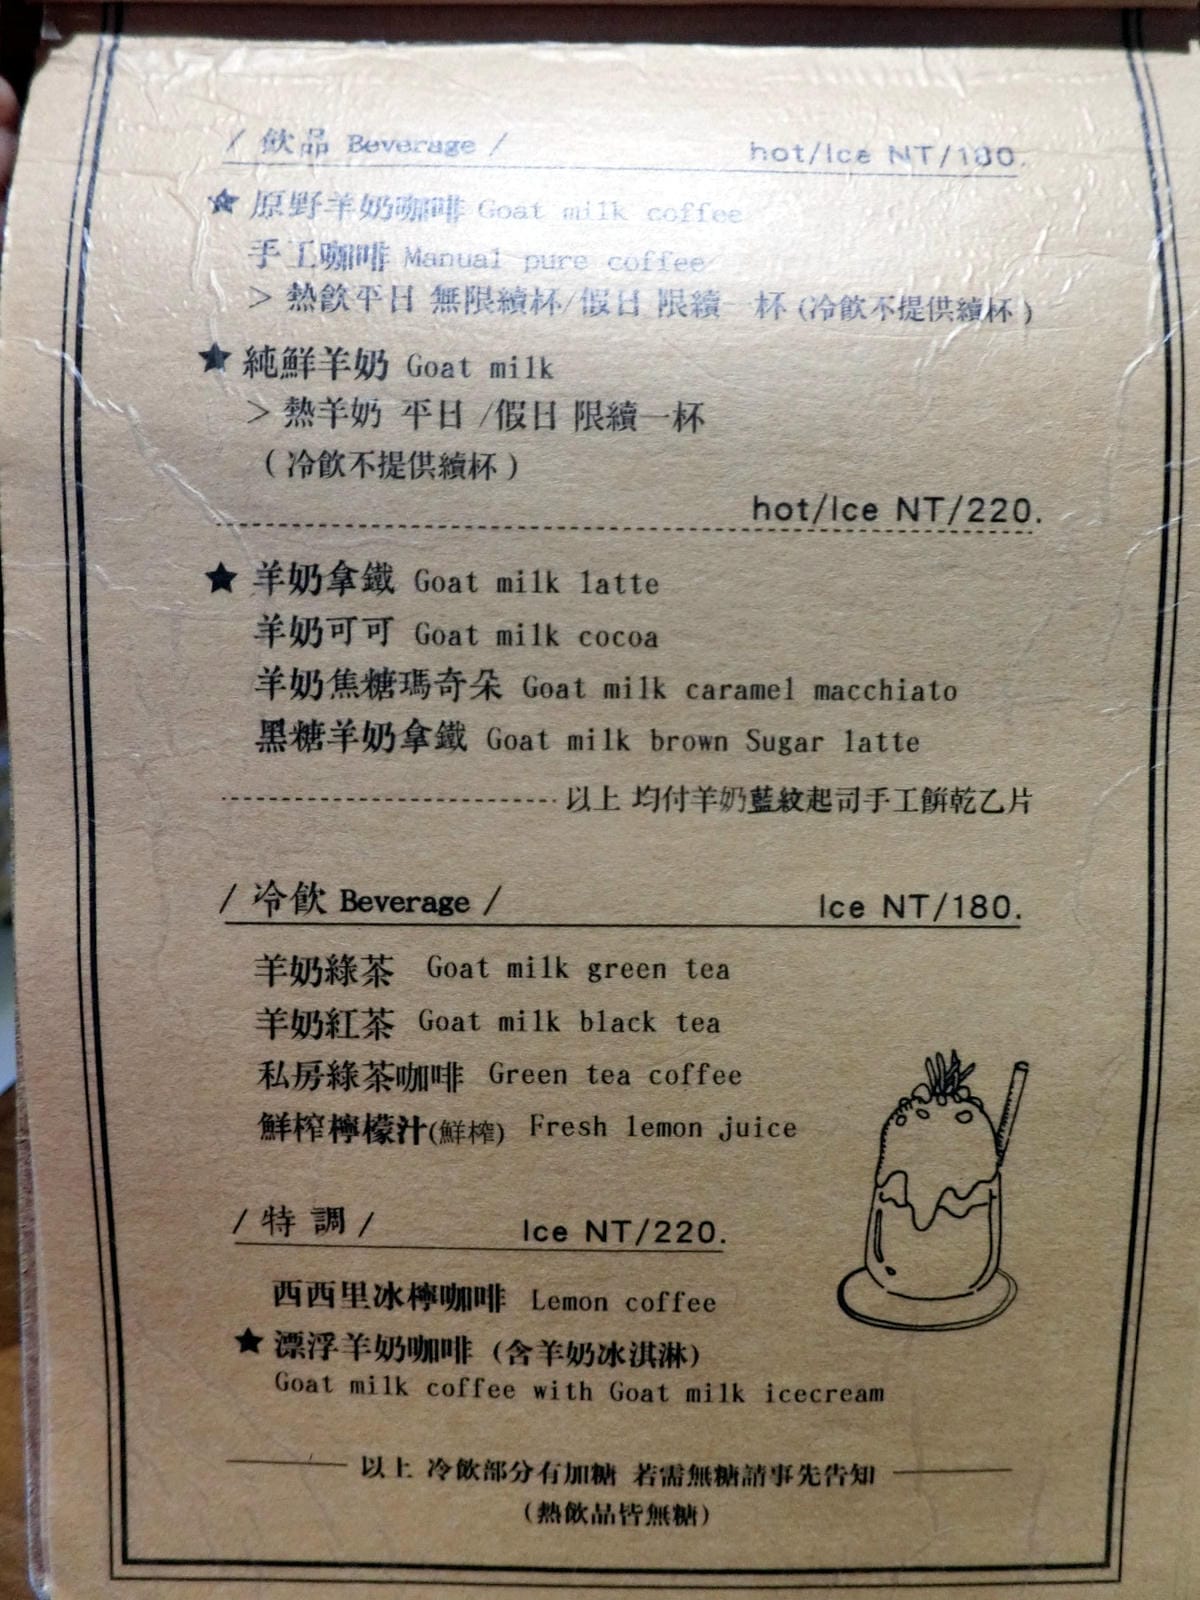 / 飲品 Beverage / hot/Ice NT/180.
★ 原野羊奶咖啡 Goat milk coffee
手工咖啡 Manual pure coffee
> 熱飲平日 無限續杯/假日 限續一杯 (冷飲不提供續杯)
★ 純鮮羊奶 Goat milk
> 熱羊奶 平日 /假日 限續一杯
(冷飲不提供續杯)
hot/Ice NT/220.
★ 羊奶拿鐵 Goat milk latte
羊奶可可 Goat milk cocoa
羊奶焦糖瑪奇朵 Goat milk caramel macchiato
黑糖羊奶拿鐵 Goat milk brown Sugar latte
以上 均付羊奶藍紋起司手工餅乾乙片
/ 冷飲 Beverage / Ice NT/180.
羊奶綠茶 Goat milk green tea
羊奶紅茶 Goat milk black tea
私房綠茶咖啡 Green tea coffee
鮮榨檸檬汁(鮮榨) Fresh lemon juice
/ 特調 / Ice NT/220.
西西里冰檸咖啡 Lemon coffee
★ 漂浮羊奶咖啡 (含羊奶冰淇淋)
Goat milk coffee with Goat milk icecream
以上 冷飲部分有加糖 若需無糖請事先告知
(熱飲品皆無糖)